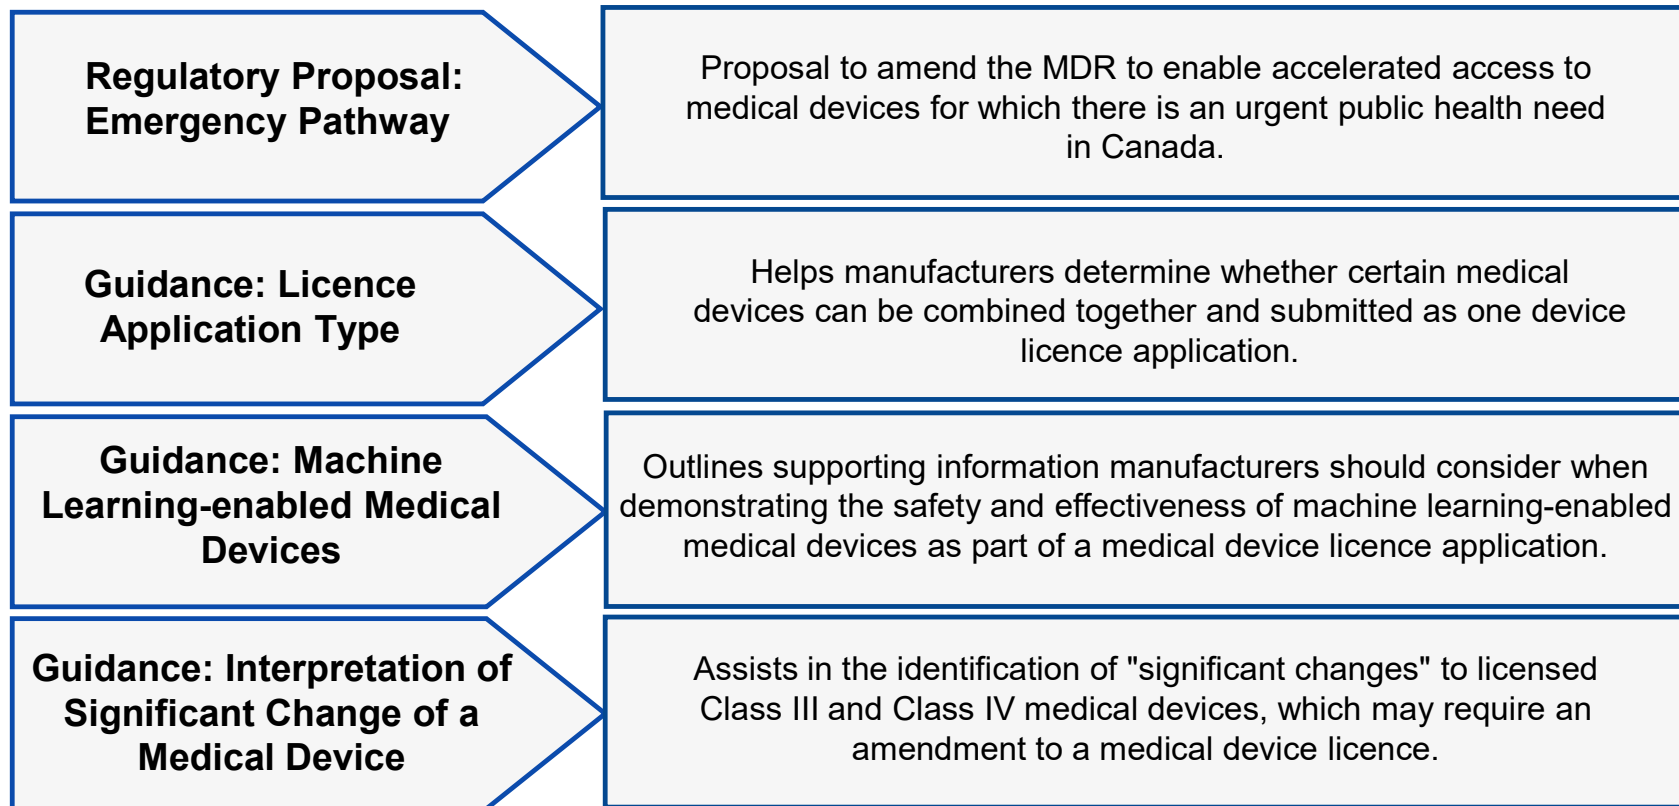 Regulatory Proposal:
Emergency Pathway
Proposal to amend the MDR to enable accelerated access to
medical devices for which there is an urgent public health need
in Canada.
Guidance: Licence
Application Type
Helps manufacturers determine whether certain medical
devices can be combined together and submitted as one device
licence application.
Guidance: Machine
Learning-enabled Medical
Devices
Outlines supporting information manufacturers should consider when
demonstrating the safety and effectiveness of machine learning-enabled
medical devices as part of a medical device licence application.
Guidance: Interpretation of
Significant Change of a
Medical Device
Assists in the identification of "significant changes" to licensed
Class III and Class IV medical devices, which may require an
amendment to a medical device licence.